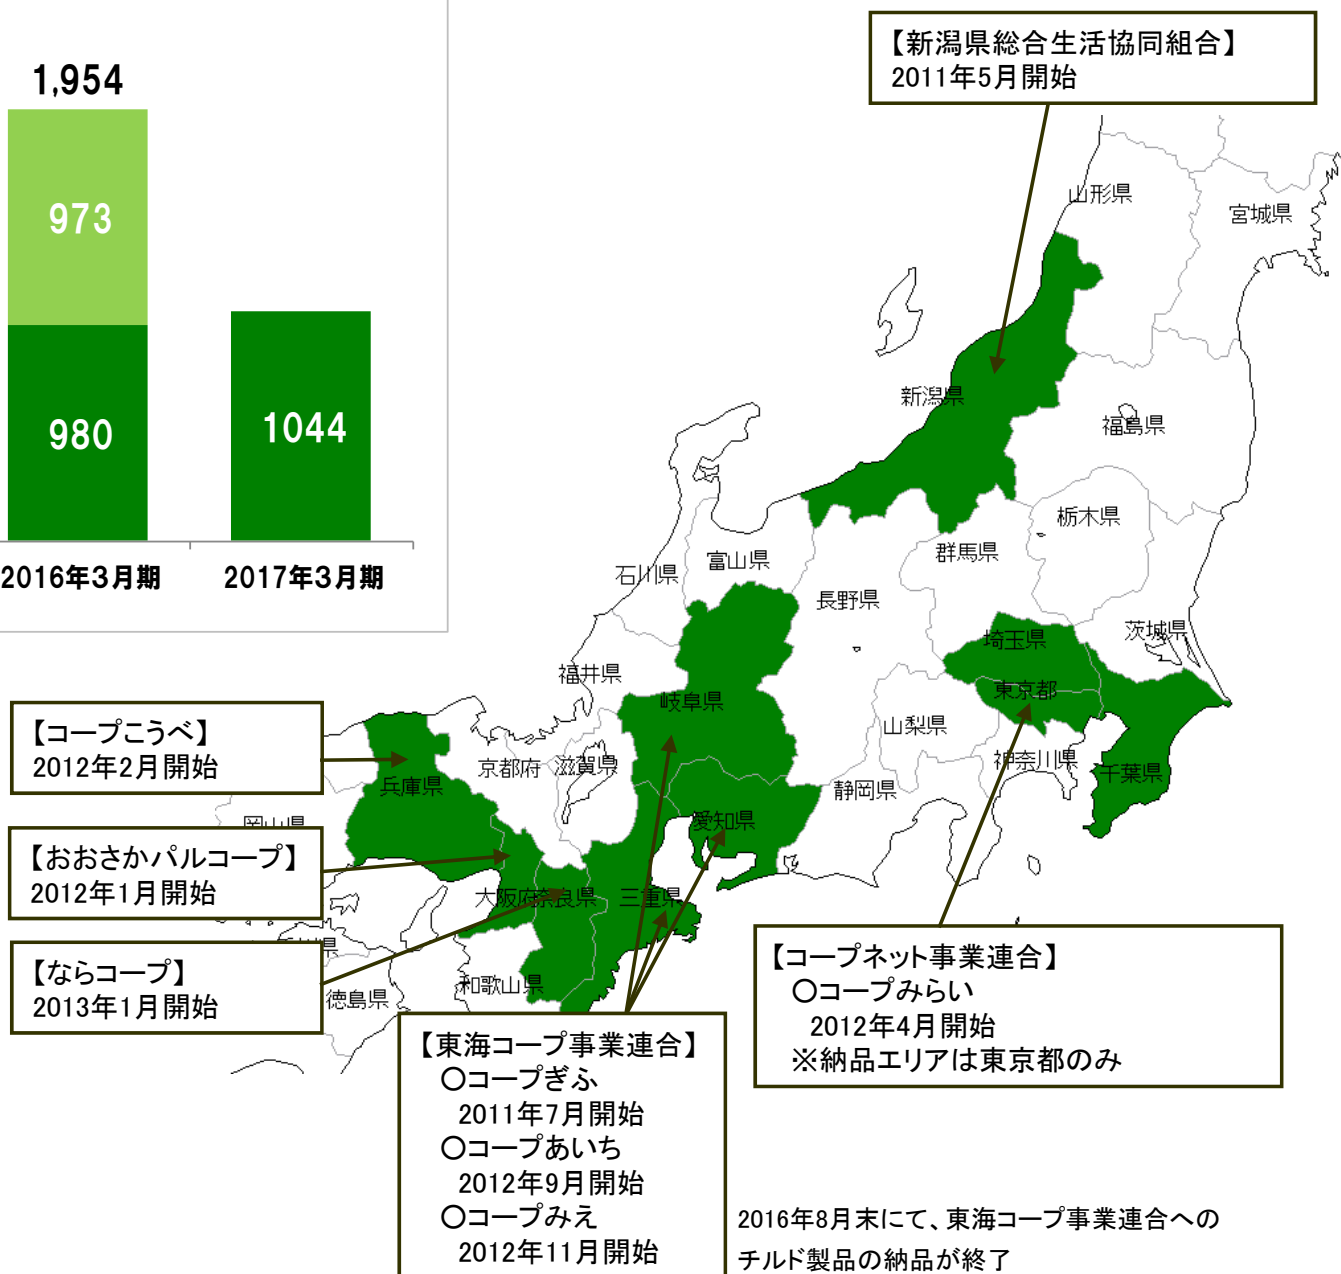 1,954
973
980
1044
2016年3月期
2017年3月期
【新潟県総合生活協同組合】
2011年5月開始
山形県
宮城県
新潟県
福島県
栃木県
群馬県
富山県
石川県
長野県
茨城県
埼玉県
福井県
岐阜県
東京都
山梨県
神奈川県
千葉県
【コープこうべ】
2012年2月開始
京都府
滋賀県
兵庫県
静岡県
愛知県
岡山県
【おおさかパルコープ】
2012年1月開始
大阪府
奈良県
三重県
【ならコープ】
2013年1月開始
徳島県
和歌山県
【コープネット事業連合】
○コープみらい
2012年4月開始
※納品エリアは東京都のみ
【東海コープ事業連合】
○コープぎふ
2011年7月開始
○コープあいち
2012年9月開始
○コープみえ
2012年11月開始
2016年8月末にて、東海コープ事業連合への
チルド製品の納品が終了